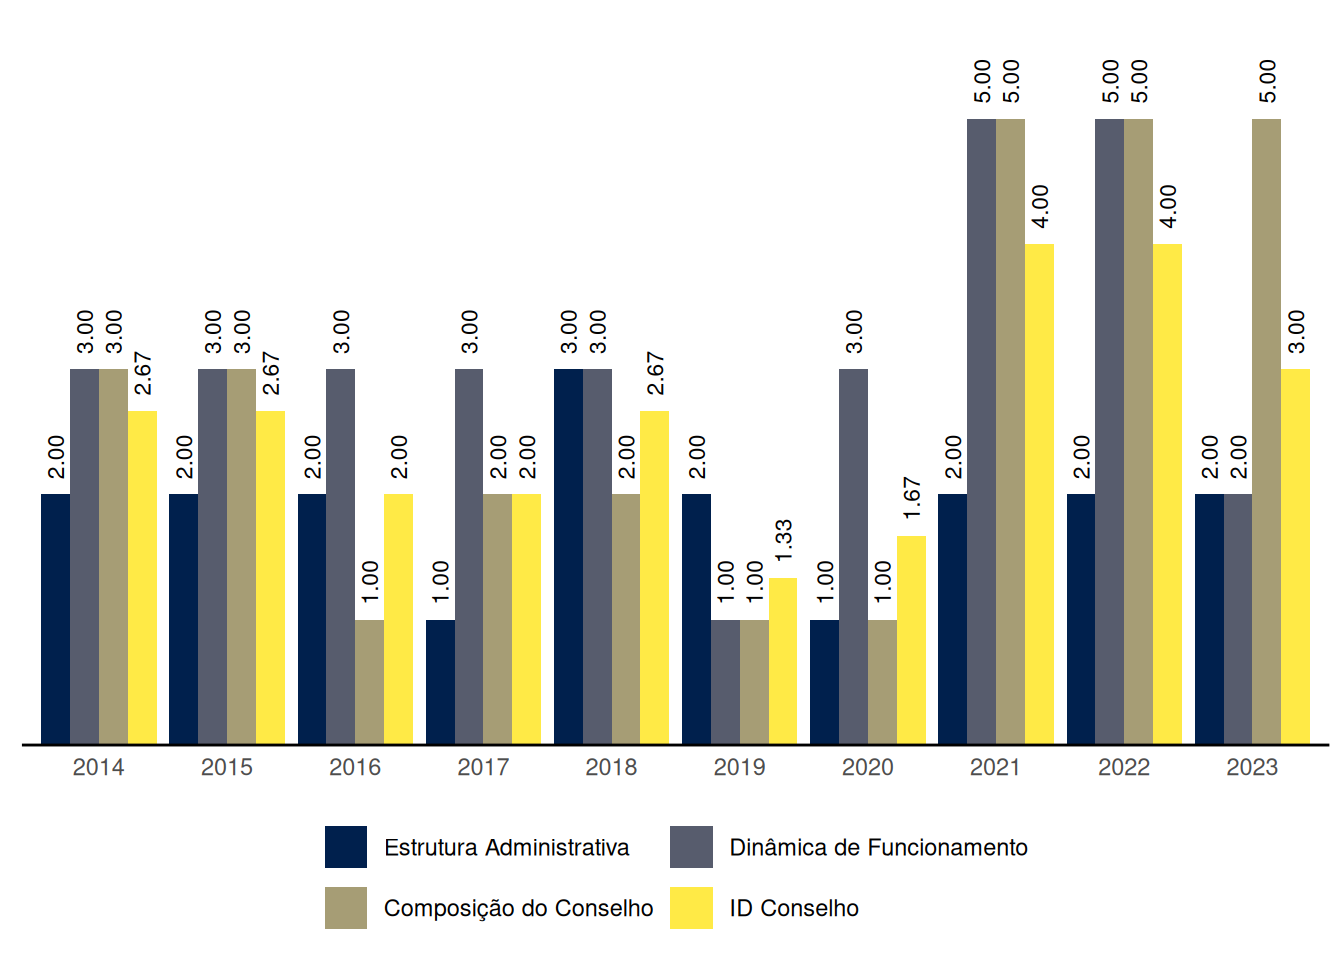 2.00 3.00 3.00 2.67 2.00 3.00 3.00 2.67 2.00 3.00 1.00 2.00 1.00 3.00 2.00 2.00 3.00 3.00 2.00 2.67 2.00 1.00 1.00 1.33 1.00 3.00 1.00 1.67 2.00 5.00 5.00 4.00 2.00 5.00 5.00 4.00 2.00 2.00 5.00 3.00
2014 2015 2016 2017 2018 2019 2020 2021 2022 2023
Estrutura Administrativa Dinâmica de Funcionamento
Composição do Conselho ID Conselho